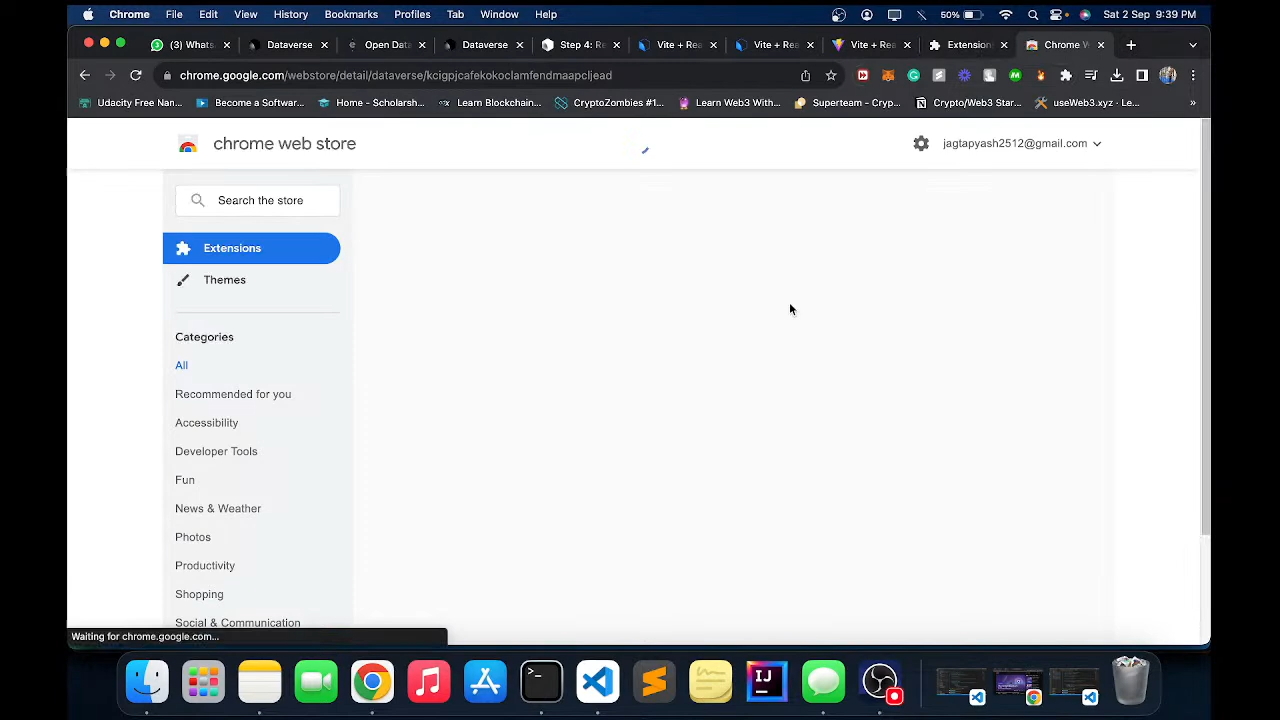 Chrome File Edit View History Bookmarks Profiles Tab Window Help 50% Sat 2 Sep 9:39 PM
(3) Whats Dataverse Open Data Dataverse Step 4: Re Vite + Rea Vite + Rea Vite + Rea Extension Chrome W
chrome.google.com/webstore/detail/dataverse/kcigpjcafekokoclamfendmaapcljead
Udacity Free Nan... Become a Softwar... Home - Scholarsh... Learn Blockchain... CryptoZombies #1... Learn Web3 With... Superteam - Cryp... Crypto/Web3 Star... useWeb3.xyz - Le... »
chrome web store
jagtapyash2512@gmail.com
Search the store
Extensions
Themes
Categories
All
Recommended for you
Accessibility
Developer Tools
Fun
News & Weather
Photos
Productivity
Shopping
Social & Communication
Waiting for chrome.google.com...